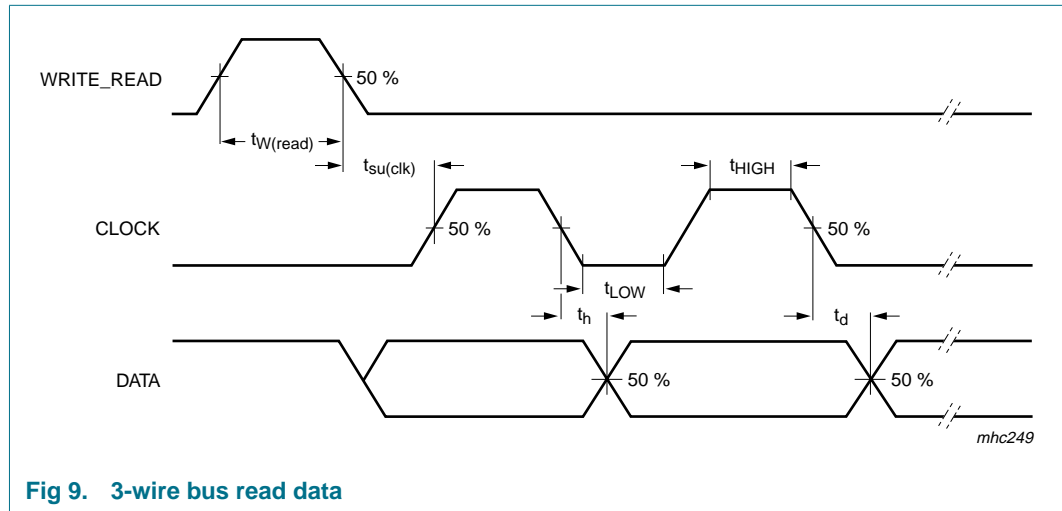 WRITE_READ
50 %
tW(read)
tsu(clk)
tHIGH
CLOCK
50 %
50 %
tLOW
th
td
DATA
50 %
50 %
mhc249
Fig 9. 3-wire bus read data